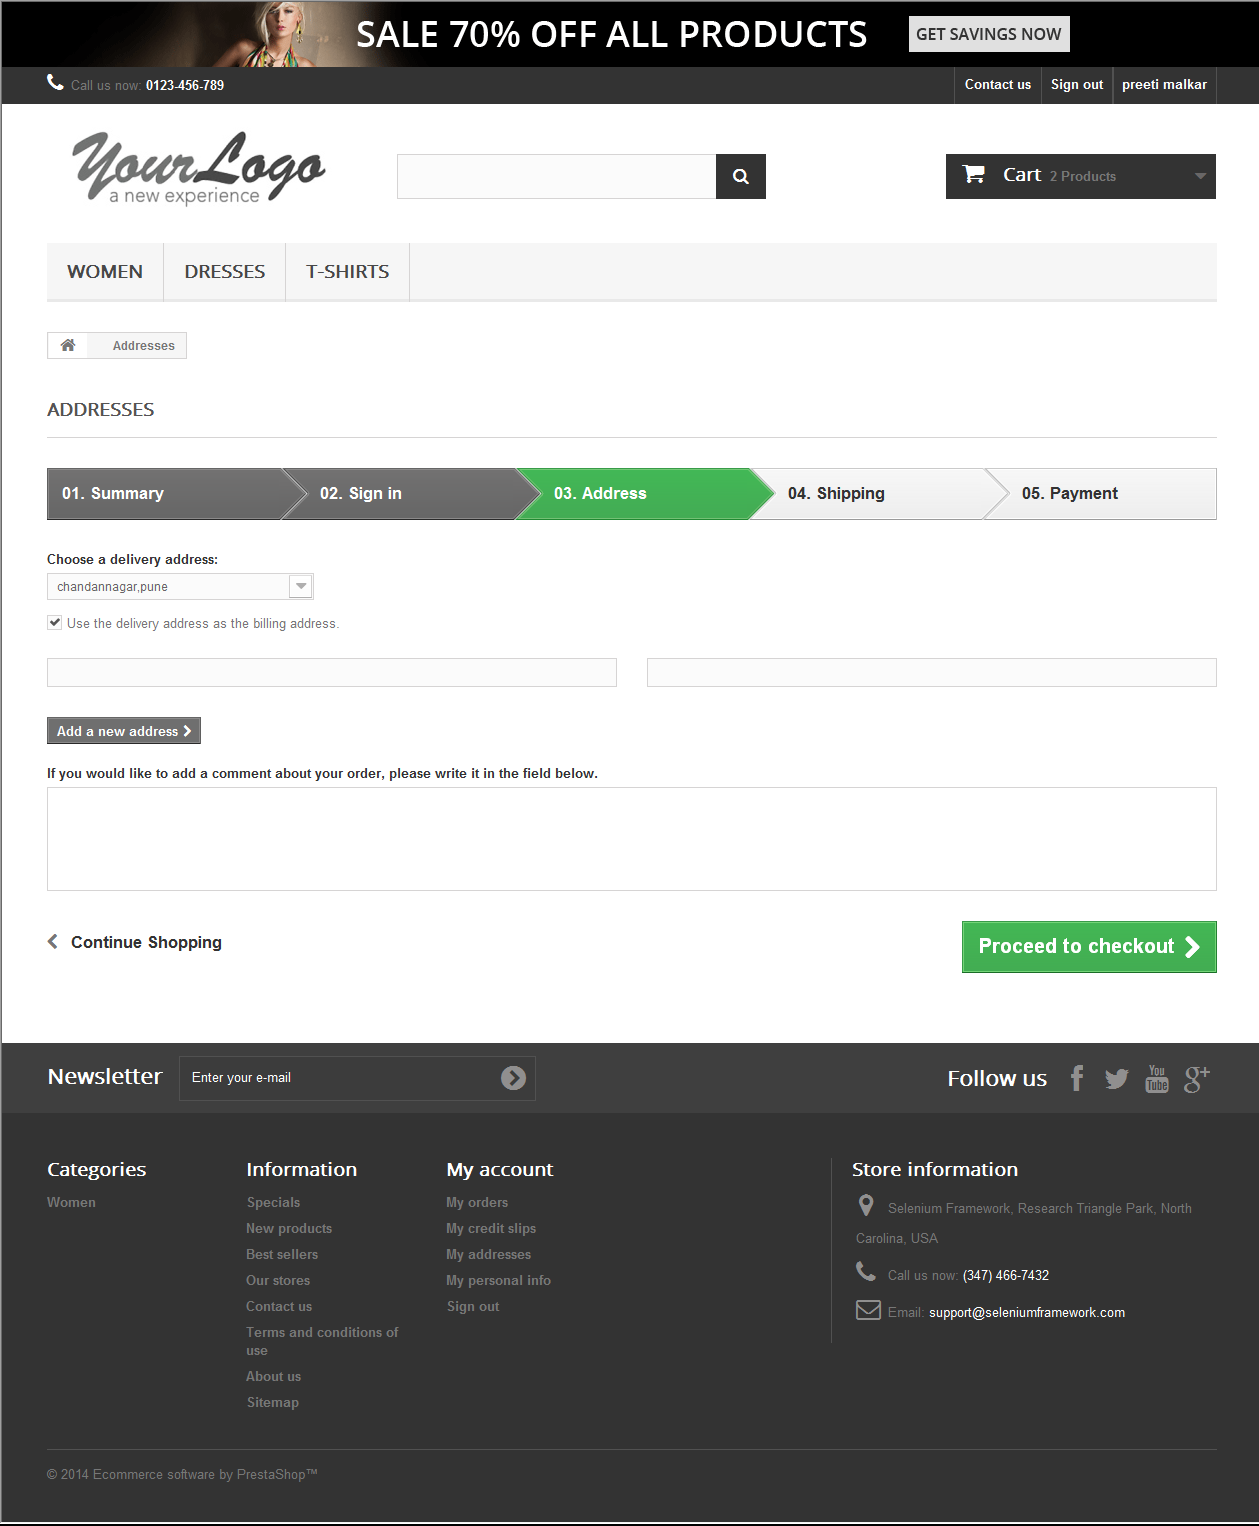 SALE 70% OFF ALL PRODUCTS GET SAVINGS NOW
Call us now: 0123-456-789 Contact us Sign out preeti malkar
YourLogo
a new experience
Cart 2 Products
WOMEN DRESSES T-SHIRTS
Addresses
ADDRESSES
01. Summary 02. Sign in 03. Address 04. Shipping 05. Payment
Choose a delivery address:
chandannagar,pune
Use the delivery address as the billing address.
Add a new address
If you would like to add a comment about your order, please write it in the field below.
Continue Shopping Proceed to checkout
Newsletter Enter your e-mail Follow us
You
Tube
g+
Categories
Women
Information
Specials
New products
Best sellers
Our stores
Contact us
Terms and conditions of
use
About us
Sitemap
My account
My orders
My credit slips
My addresses
My personal info
Sign out
Store information
Selenium Framework, Research Triangle Park, North
Carolina, USA
Call us now: (347) 466-7432
Email: support@seleniumframework.com
© 2014 Ecommerce software by PrestaShop™